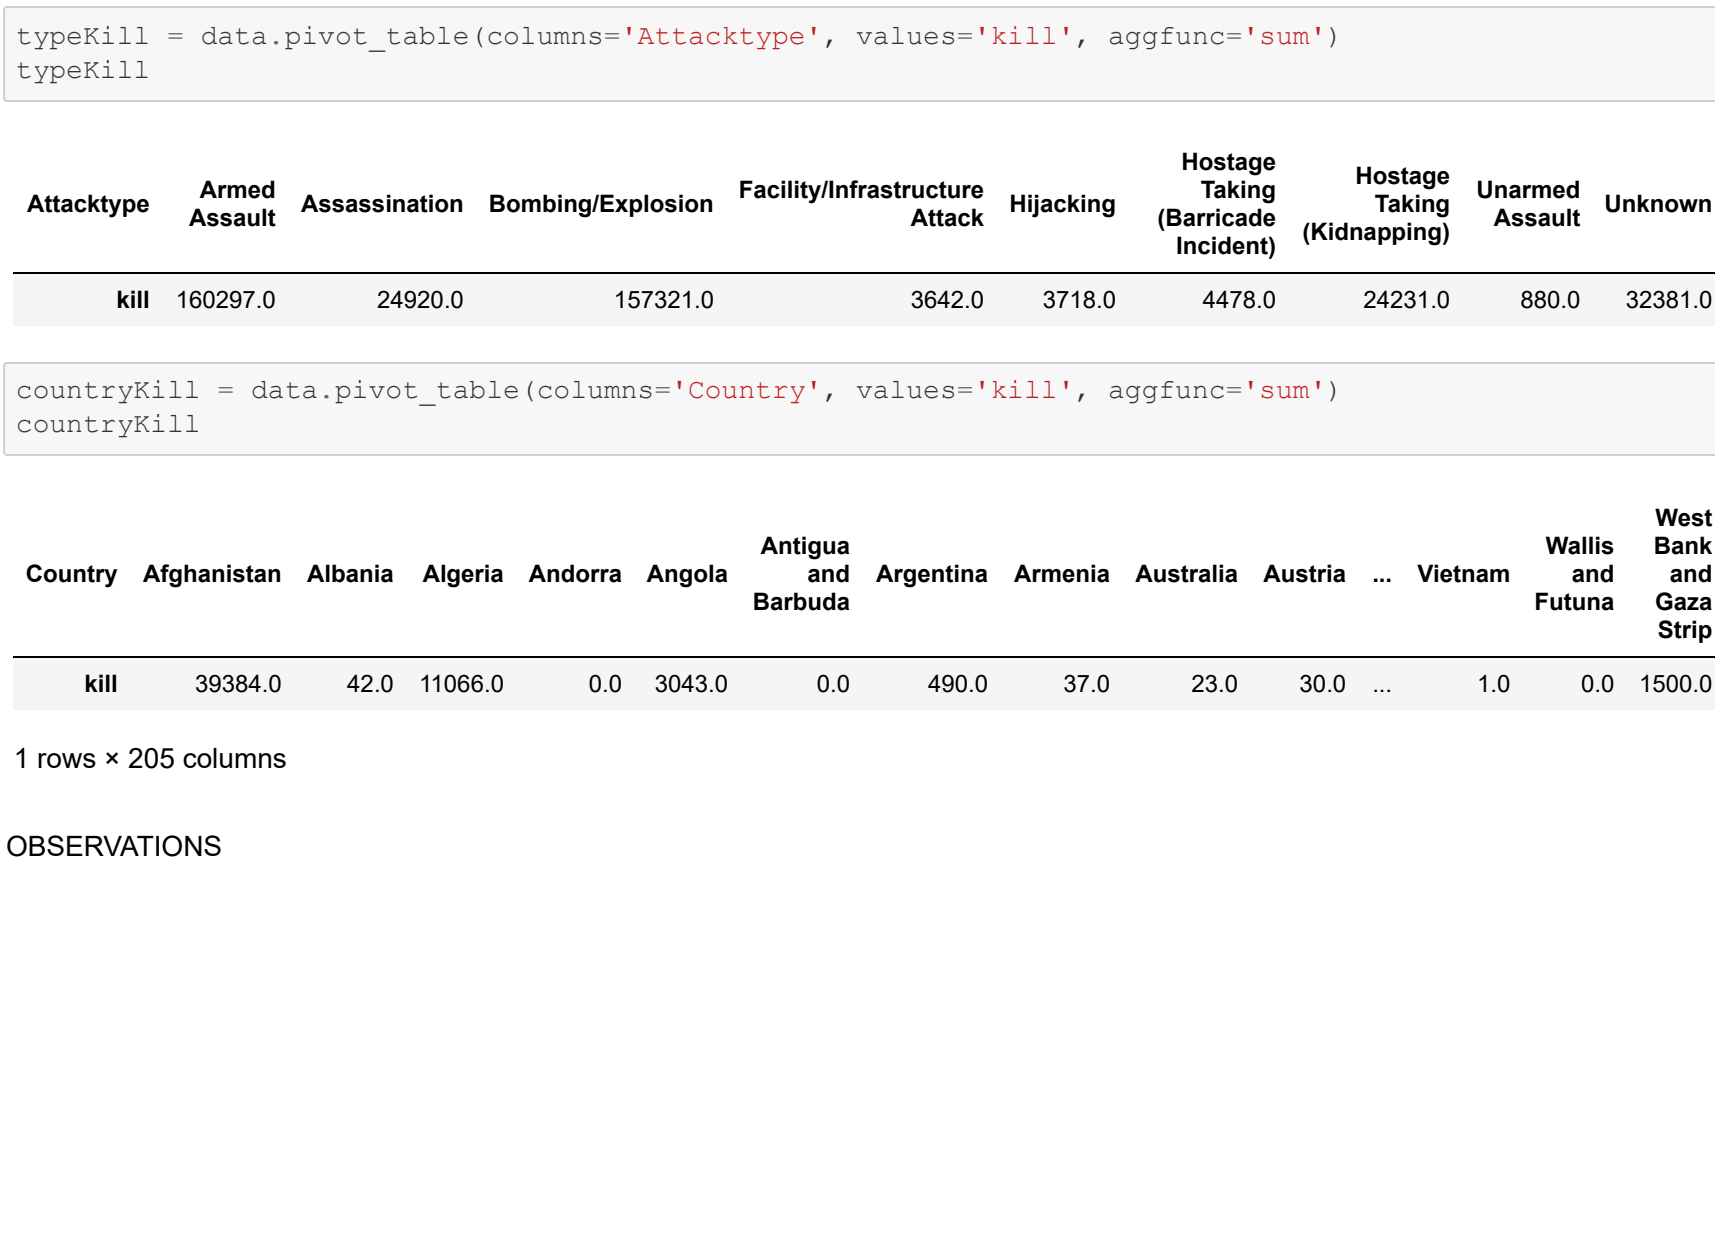 typeKill = data.pivot_table(columns='Attacktype', values='kill', aggfunc='sum')
typeKill
Attacktype Armed Assault Assassination Bombing/Explosion Facility/Infrastructure Attack Hijacking Hostage Taking (Barricade Incident) Hostage Taking (Kidnapping) Unarmed Assault Unknown
kill 160297.0 24920.0 157321.0 3642.0 3718.0 4478.0 24231.0 880.0 32381.0
countryKill = data.pivot_table(columns='Country', values='kill', aggfunc='sum')
countryKill
Country Afghanistan Albania Algeria Andorra Angola Antigua and Barbuda Argentina Armenia Australia Austria ... Vietnam Wallis and Futuna West Bank and Gaza Strip
kill 39384.0 42.0 11066.0 0.0 3043.0 0.0 490.0 37.0 23.0 30.0 ... 1.0 0.0 1500.0
1 rows × 205 columns
OBSERVATIONS